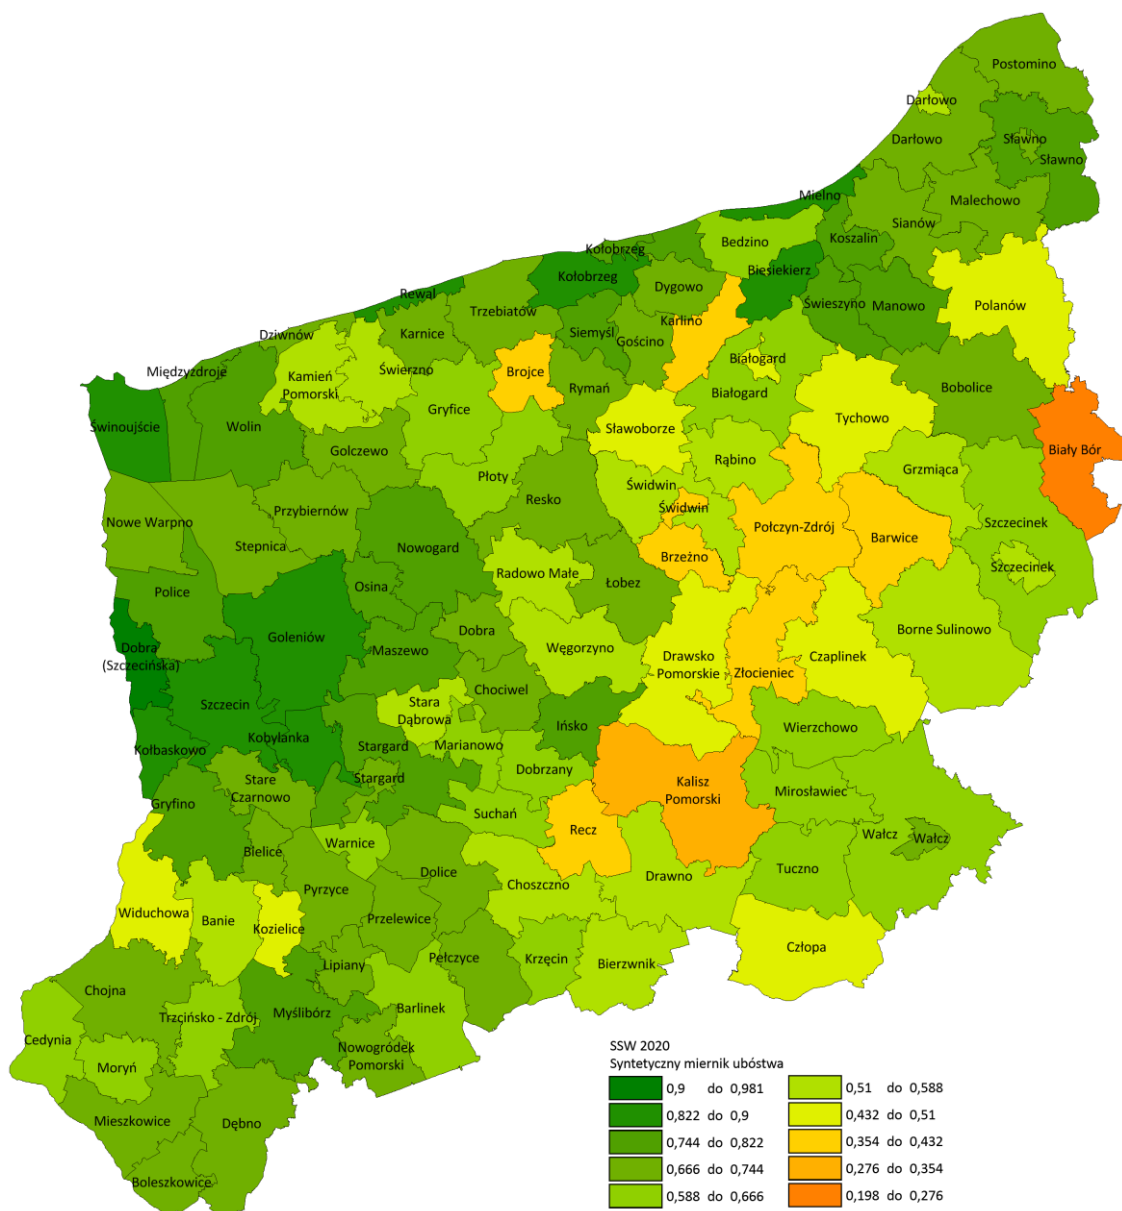 Postomino
Darłowo
Darłowo
Sławno
Sławno
Mielno
Malechowo
Sianów
Koszalin
Bedzino
Kołobrzeg
Kołobrzeg
Biesiekierz
Dygowo
Rewal
Świeszyno
Manowo
Polanów
Trzebiatów
Karlino
Siemyśl
Gościno
Dziwnów
Karnice
Międzyzdroje
Kamień
Pomorski
Świerzno
Brojce
Białogard
Rymań
Białogard
Bobolice
Gryfice
Tychowo
Świnoujście
Wolin
Sławoborze
Golczewo
Biały Bór
Rąbino
Grzmiąca
Płoty
Świdwin
Resko
Świdwin
Przybiernów
Nowe Warpno
Szczecinek
Połczyn-Zdrój
Barwice
Stepnica
Nowogard
Brzeżno
Szczecinek
Radowo Małe
Łobez
Osina
Police
Borne Sulinowo
Dobra
Goleniów
Dobra
(Szczecińska)
Maszewo
Węgorzyno
Drawsko
Pomorskie
Czaplinek
Złocieniec
Chociwel
Szczecin
Stara
Dąbrowa
Ińsko
Wierzchowo
Kobylanka
Kołbaskowo
Stargard
Marianowo
Dobrzany
Stare
Czarnowo
Stargard
Kalisz
Pomorski
Mirosławiec
Gryfino
Suchań
Recz
Wałcz
Wałcz
Warnice
Bielice
Tuczno
Dolice
Drawno
Pyrzyce
Choszczno
Widuchowa
Banie
Kozielice
Przelewice
Człopa
Pełczyce
Krzęcin
Bierzwnik
Lipiany
Chojna
Barlinek
Trzcińsko - Zdrój
Myślibórz
Cedynia
Nowogródek
Pomorski
Moryń
Mieszkowice
Dębno
Boleszkowice
SSW 2020
Syntetyczny miernik ubóstwa
0,9 do 0,981
0,51 do 0,588
0,822 do 0,9
0,432 do 0,51
0,744 do 0,822
0,354 do 0,432
0,666 do 0,744
0,276 do 0,354
0,588 do 0,666
0,198 do 0,276